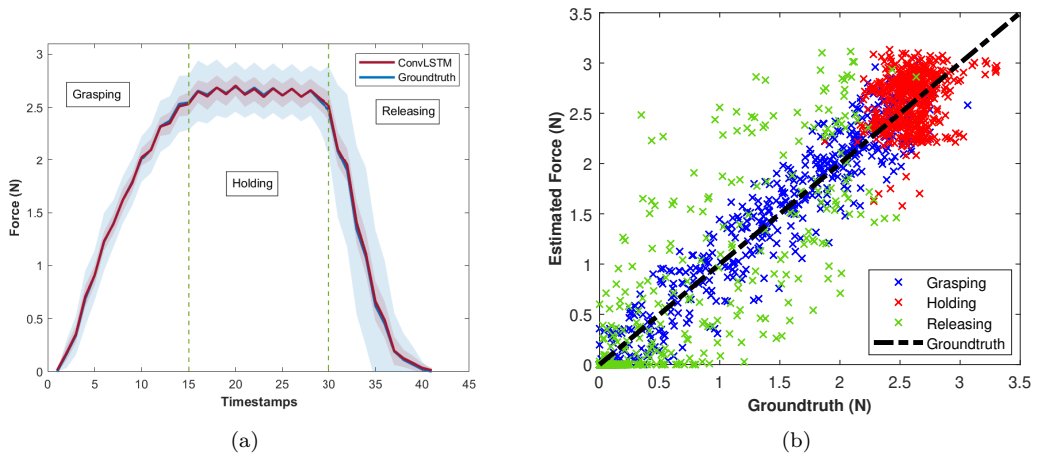 3
2.5
2
1.5
1
0.5
0
0
5
10
15
20
25
30
35
40
45
Force (N)
Timestamps
Grasping
Holding
Releasing
ConvLSTM
Groundtruth
(a)
3.5
3
2.5
2
1.5
1
0.5
0
0
0.5
1
1.5
2
2.5
3
3.5
Estimated Force (N)
Groundtruth (N)
Grasping
Holding
Releasing
Groundtruth
(b)